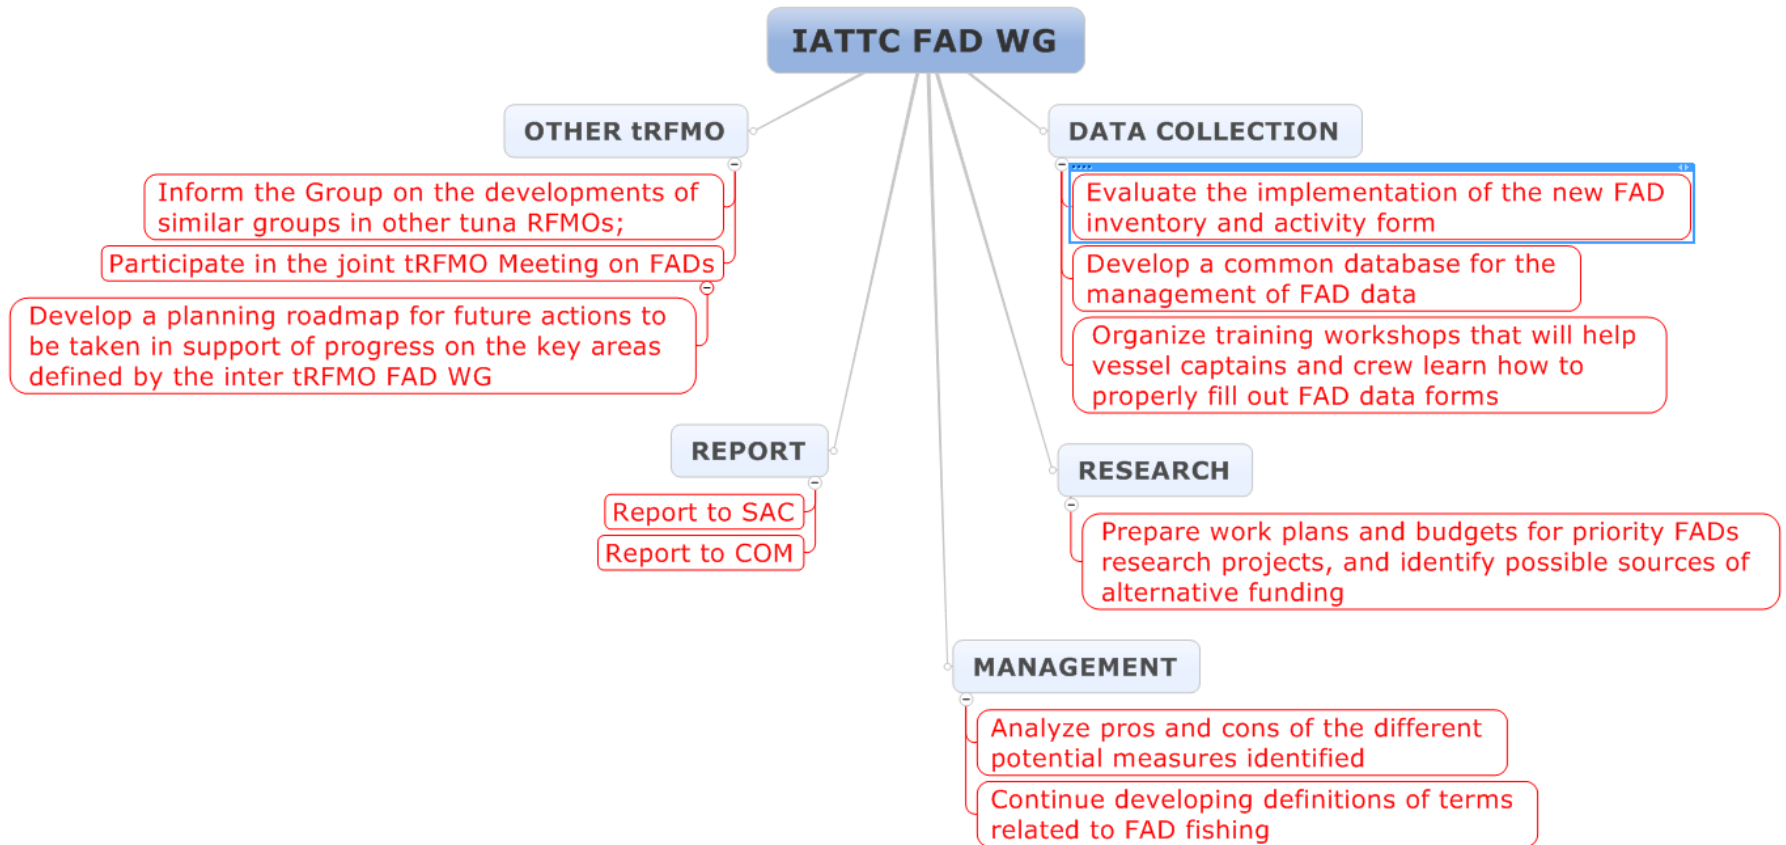 IATTC FAD WG
OTHER tRFMO
Inform the Group on the developments of
similar groups in other tuna RFMOs;
Participate in the joint tRFMO Meeting on FADs
Develop a planning roadmap for future actions to
be taken in support of progress on the key areas
defined by the inter tRFMO FAD WG
REPORT
Report to SAC
Report to COM
DATA COLLECTION
Evaluate the implementation of the new FAD
inventory and activity form
Develop a common database for the
management of FAD data
Organize training workshops that will help
vessel captains and crew learn how to
properly fill out FAD data forms
RESEARCH
Prepare work plans and budgets for priority FADs
research projects, and identify possible sources of
alternative funding
MANAGEMENT
Analyze pros and cons of the different
potential measures identified
Continue developing definitions of terms
related to FAD fishing